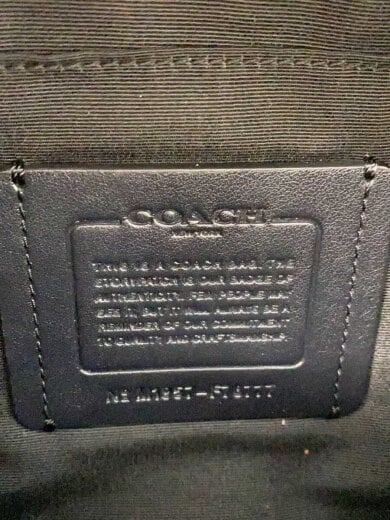 COACH
NEW YORK
THIS IS A COACH BAG. THE
STORYPATCH IS OUR BADGE OF
AUTHENTICITY. FEW PEOPLE MAY
SEE IT, BUT IT WILL ALWAYS BE A
REMINDER OF OUR COMMITMENT
TO QUALITY AND CRAFTSMANSHIP.